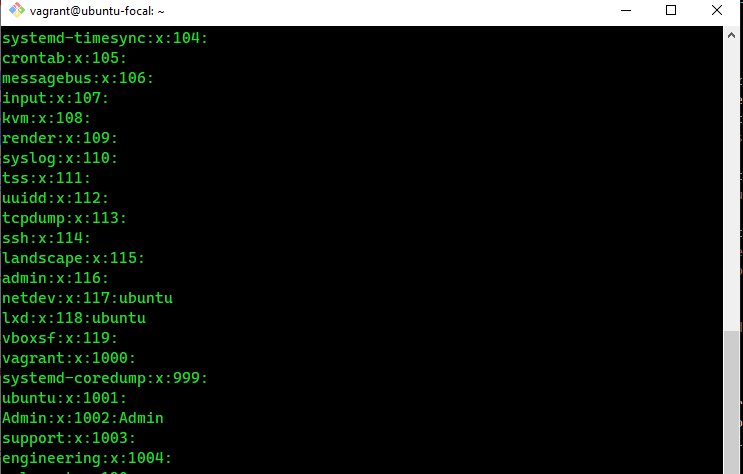 vagrant@ubuntu-focal: ~
systemd-timesync:x:104:
crontab:x:105:
messagebus:x:106:
input:x:107:
kvm:x:108:
render:x:109:
syslog:x:110:
tss:x:111:
uuidd:x:112:
tcpdump:x:113:
ssh:x:114:
landscape:x:115:
admin:x:116:
netdev:x:117:ubuntu
lxd:x:118:ubuntu
vboxsf:x:119:
vagrant:x:1000:
systemd-coredump:x:999:
ubuntu:x:1001:
Admin:x:1002:Admin
support:x:1003:
engineering:x:1004: